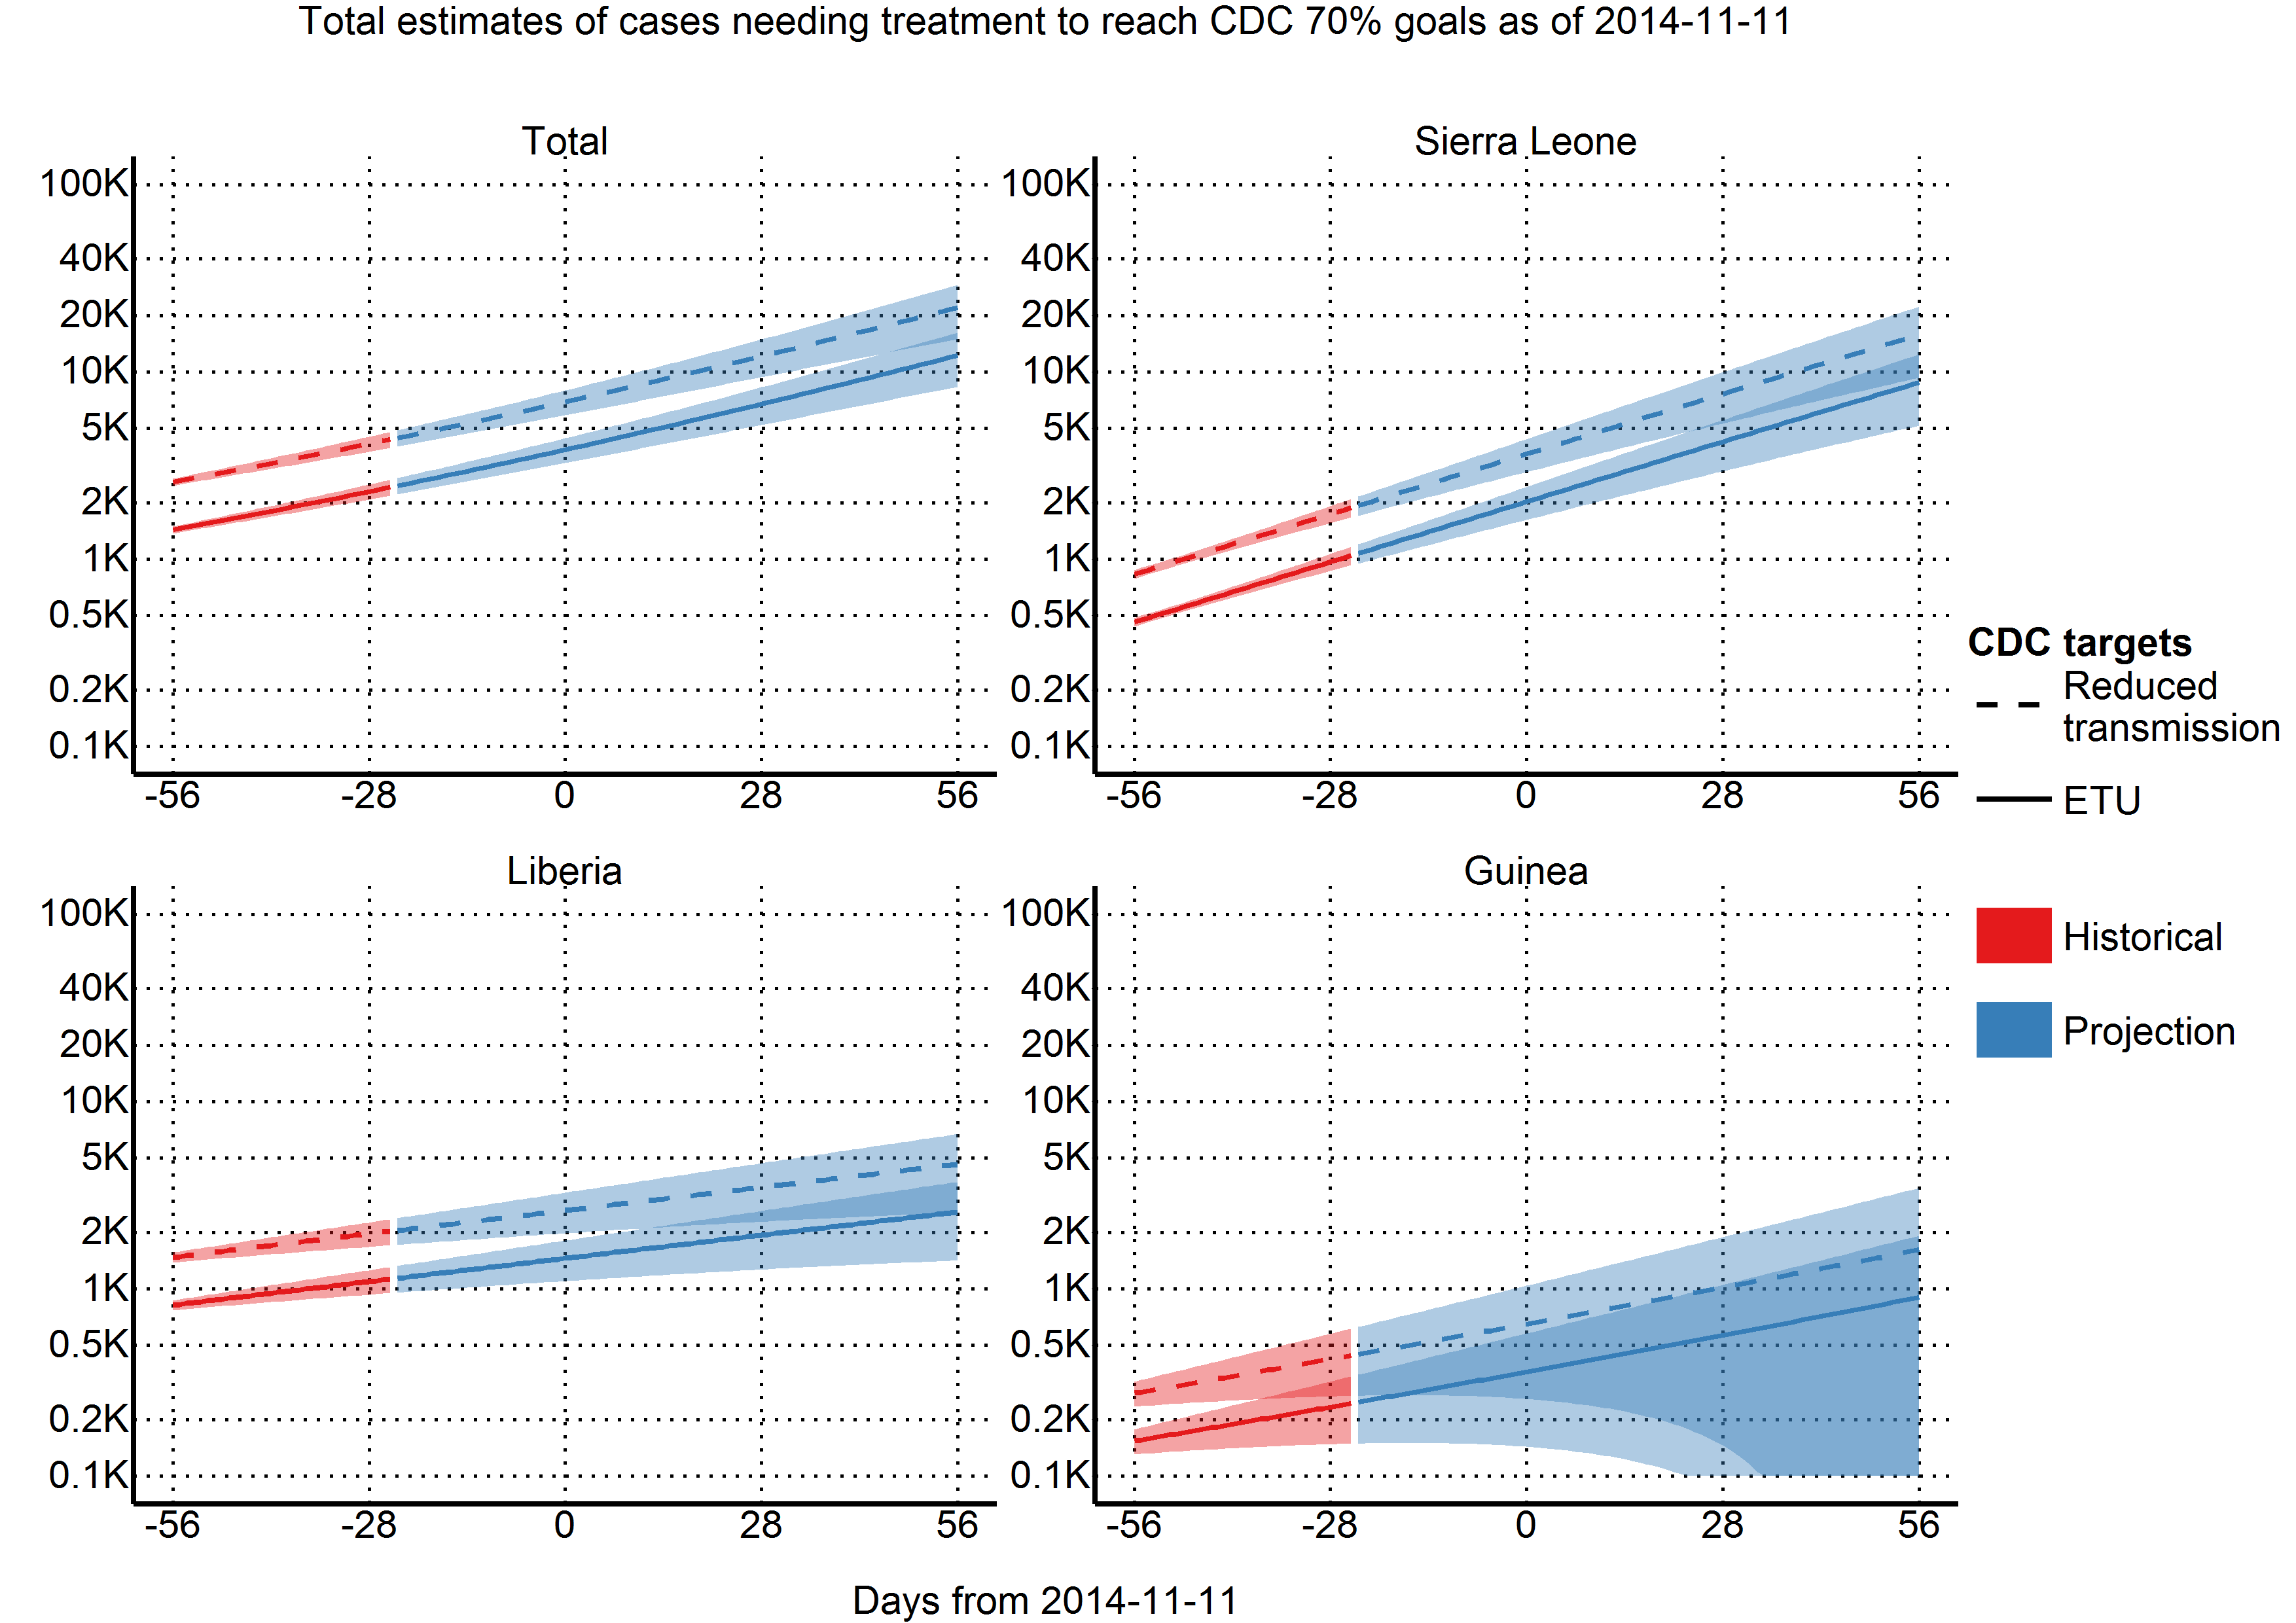 Total estimates of cases needing treatment to reach CDC 70% goals as of 2014-11-11
Total
100K
40K
20K
10K
5K
2K
1K
0.5K
0.2K
0.1K
-56 -28 0 28 56
Sierra Leone
100K
40K
20K
10K
5K
2K
1K
0.5K
0.2K
0.1K
-56 -28 0 28 56
Liberia
100K
40K
20K
10K
5K
2K
1K
0.5K
0.2K
0.1K
-56 -28 0 28 56
Guinea
100K
40K
20K
10K
5K
2K
1K
0.5K
0.2K
0.1K
-56 -28 0 28 56
Days from 2014-11-11
CDC targets
Reduced
transmission
ETU
Historical
Projection